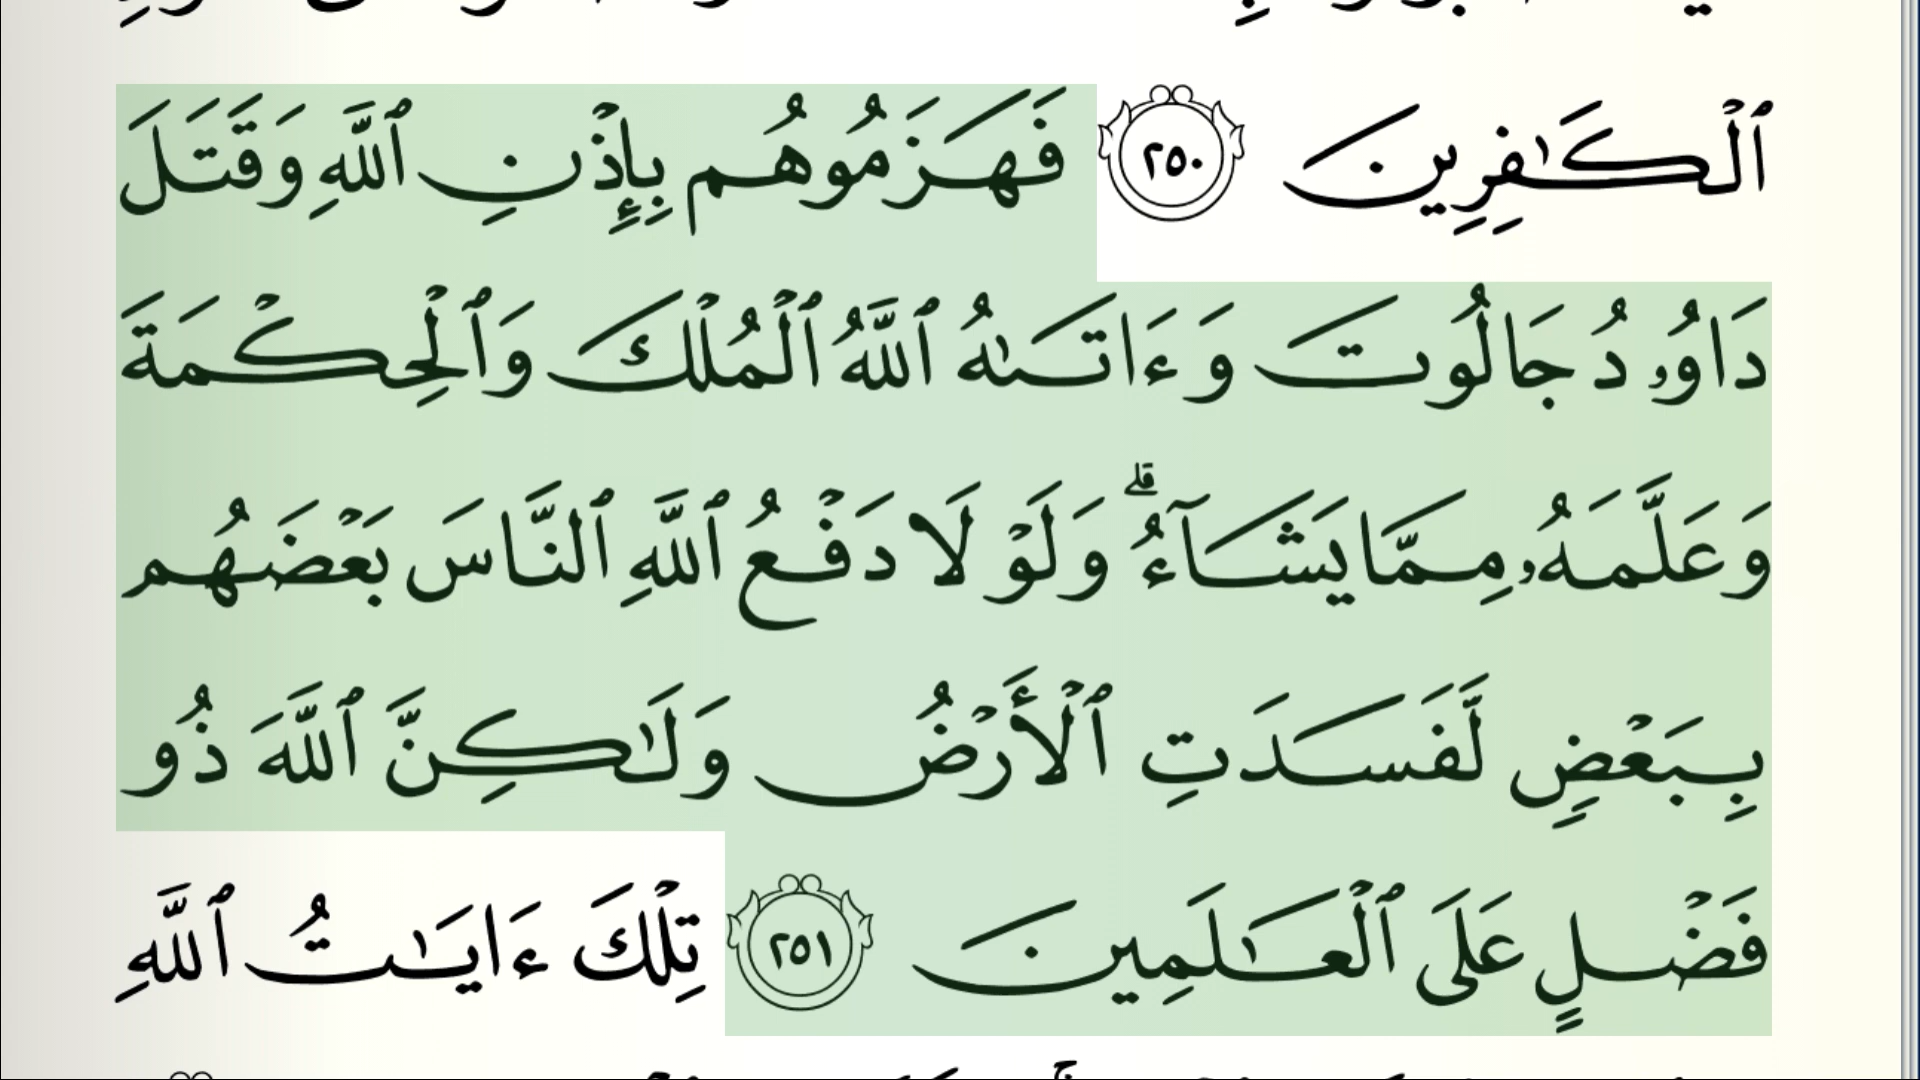 ٱلۡكَٰفِرِينَ ٢٥٠ فَهَزَمُوهُم بِإِذۡنِ ٱللَّهِ وَقَتَلَ
دَاوُۥدُ جَالُوتَ وَءَاتَىٰهُ ٱللَّهُ ٱلۡمُلۡكَ وَٱلۡحِكۡمَةَ
وَعَلَّمَهُۥ مِمَّا يَشَآءُۗ وَلَوۡلَا دَفۡعُ ٱللَّهِ ٱلنَّاسَ بَعۡضَهُم
بِبَعۡضٖ لَّفَسَدَتِ ٱلۡأَرۡضُ وَلَٰكِنَّ ٱللَّهَ ذُو
فَضۡلٍ عَلَى ٱلۡعَٰلَمِينَ ٢٥١ تِلۡكَ ءَايَٰتُ ٱللَّهِ